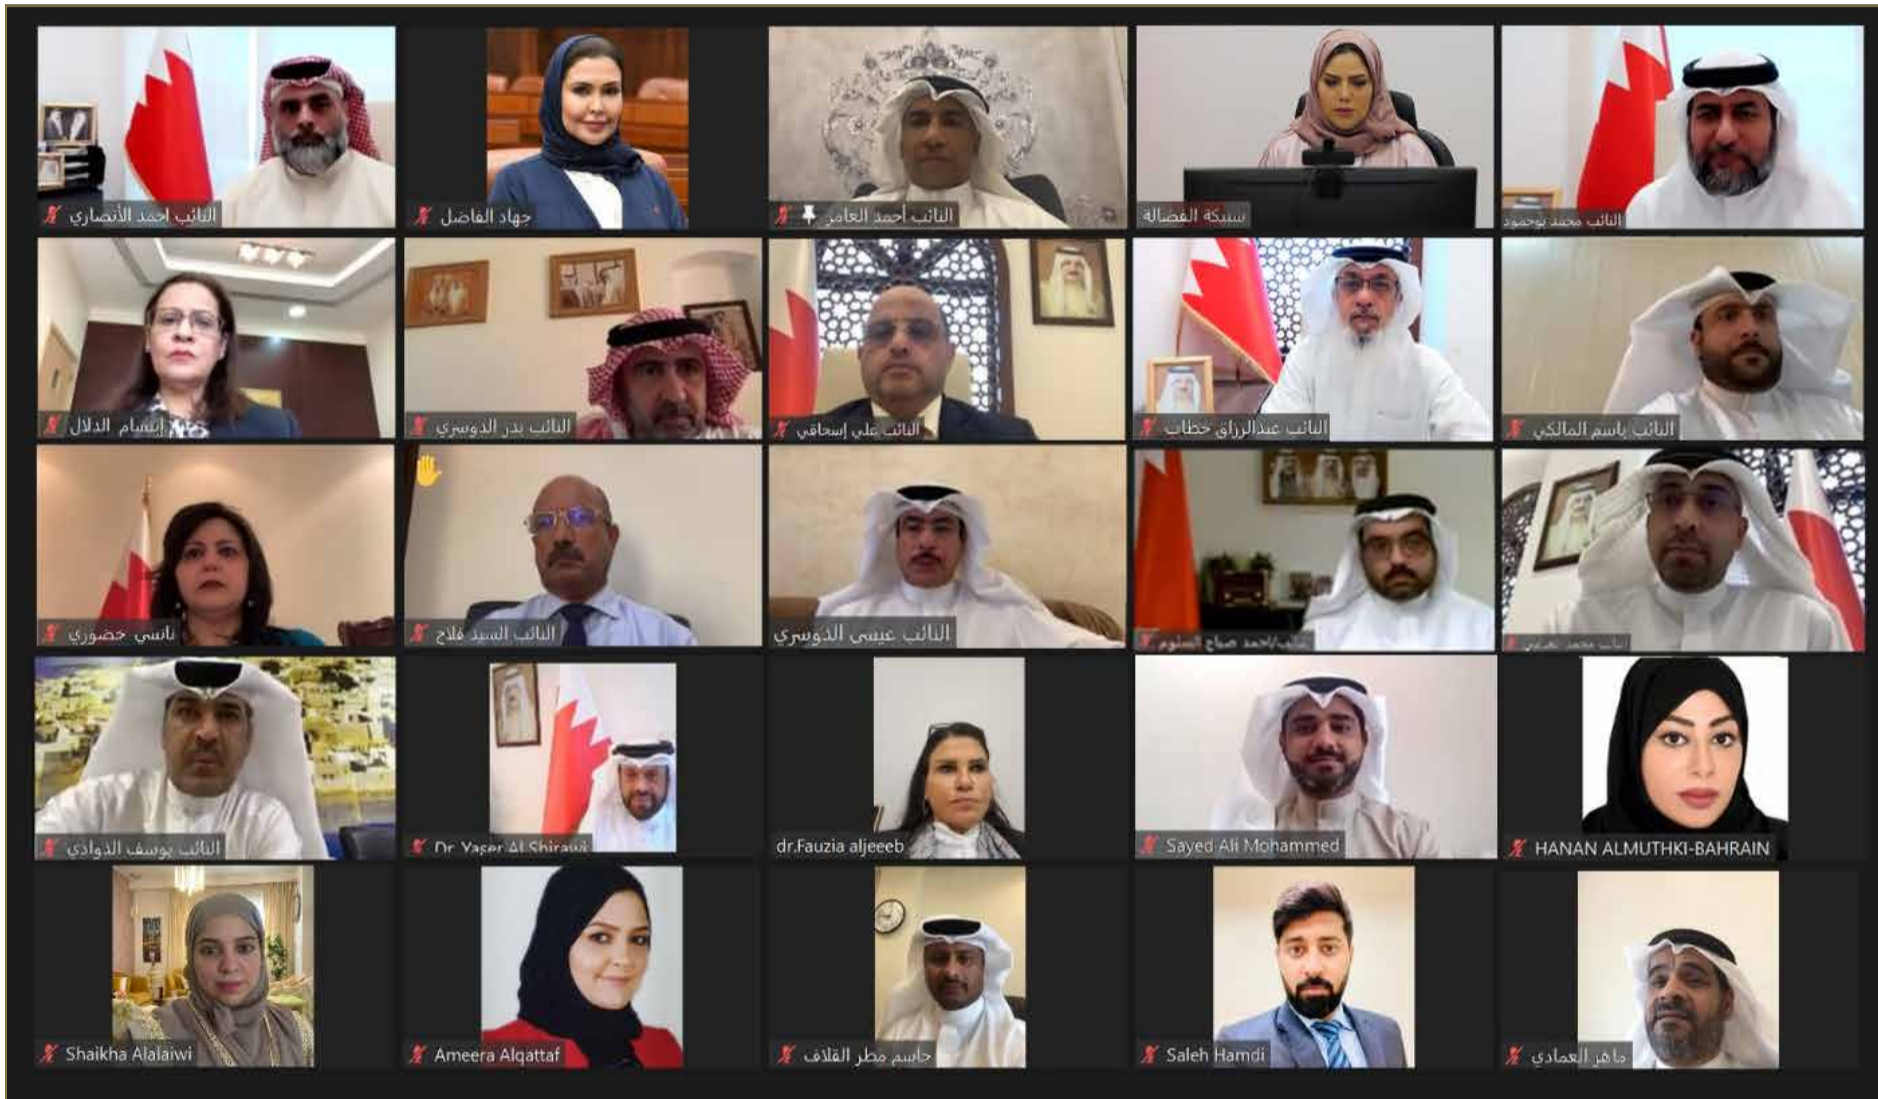 النائب احمد الأنصاري
جهاد الفاضل
النائب أحمد العامر
سبيكة الفضالة
النائب محمد بوحمود
إبتسام الدلال
النائب بدر الدوسري
النائب علي إسحاقي
النائب عبدالرزاق حطاب
النائب باسم المالكي
نانسي خضوري
النائب السيد فلاح
النائب عيسى الدوسري
النائب/احمد صباح السلوم
النائب يوسف الذوادي
Dr. Yaser Al Shirawi
dr.Fauzia aljeeeb
Sayed Ali Mohammed
HANAN ALMUTHKI-BAHRAIN
Shaikha Alalaiwi
Ameera Alqattaf
جاسم مطر القلاف
Saleh Hamdi
ماهر العمادي